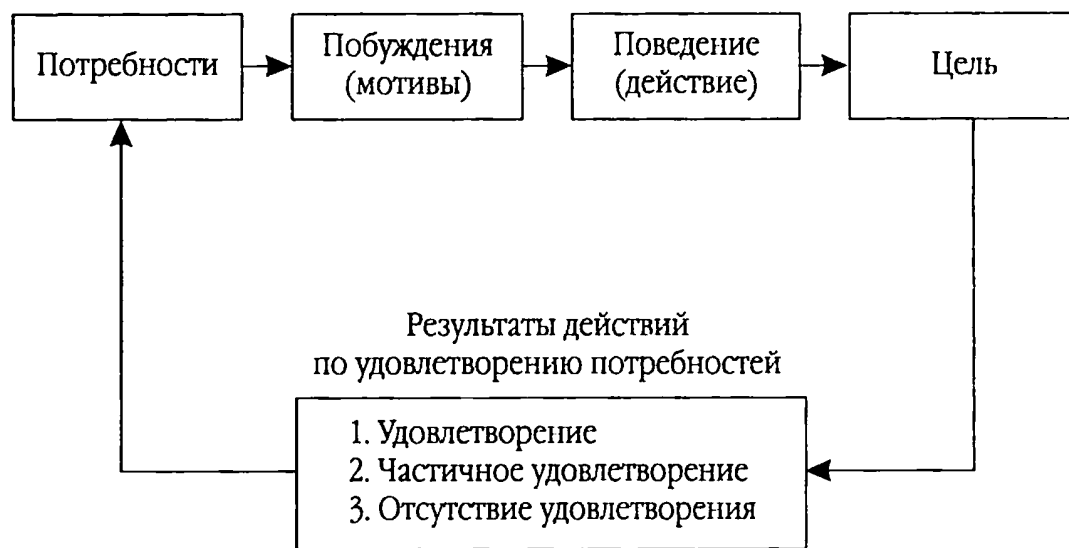 Потребности
Побуждения
(мотивы)
Поведение
(действие)
Цель
Результаты действий
по удовлетворению потребностей
1. Удовлетворение
2. Частичное удовлетворение
3. Отсутствие удовлетворения